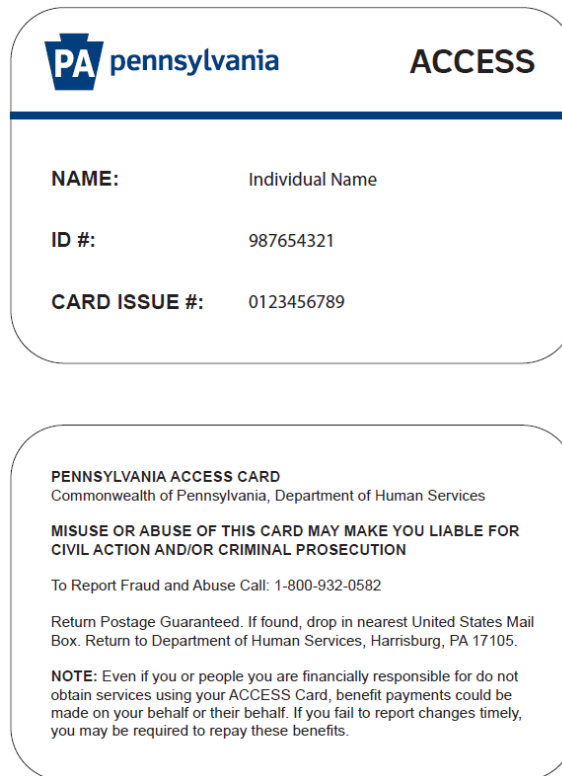 PA pennsylvania
ACCESS
NAME: Individual Name
ID #: 987654321
CARD ISSUE #: 0123456789
PENNSYLVANIA ACCESS CARD
Commonwealth of Pennsylvania, Department of Human Services
MISUSE OR ABUSE OF THIS CARD MAY MAKE YOU LIABLE FOR
CIVIL ACTION AND/OR CRIMINAL PROSECUTION
To Report Fraud and Abuse Call: 1-800-932-0582
Return Postage Guaranteed. If found, drop in nearest United States Mail
Box. Return to Department of Human Services, Harrisburg, PA 17105.
NOTE: Even if you or people you are financially responsible for do not
obtain services using your ACCESS Card, benefit payments could be
made on your behalf or their behalf. If you fail to report changes timely,
you may be required to repay these benefits.